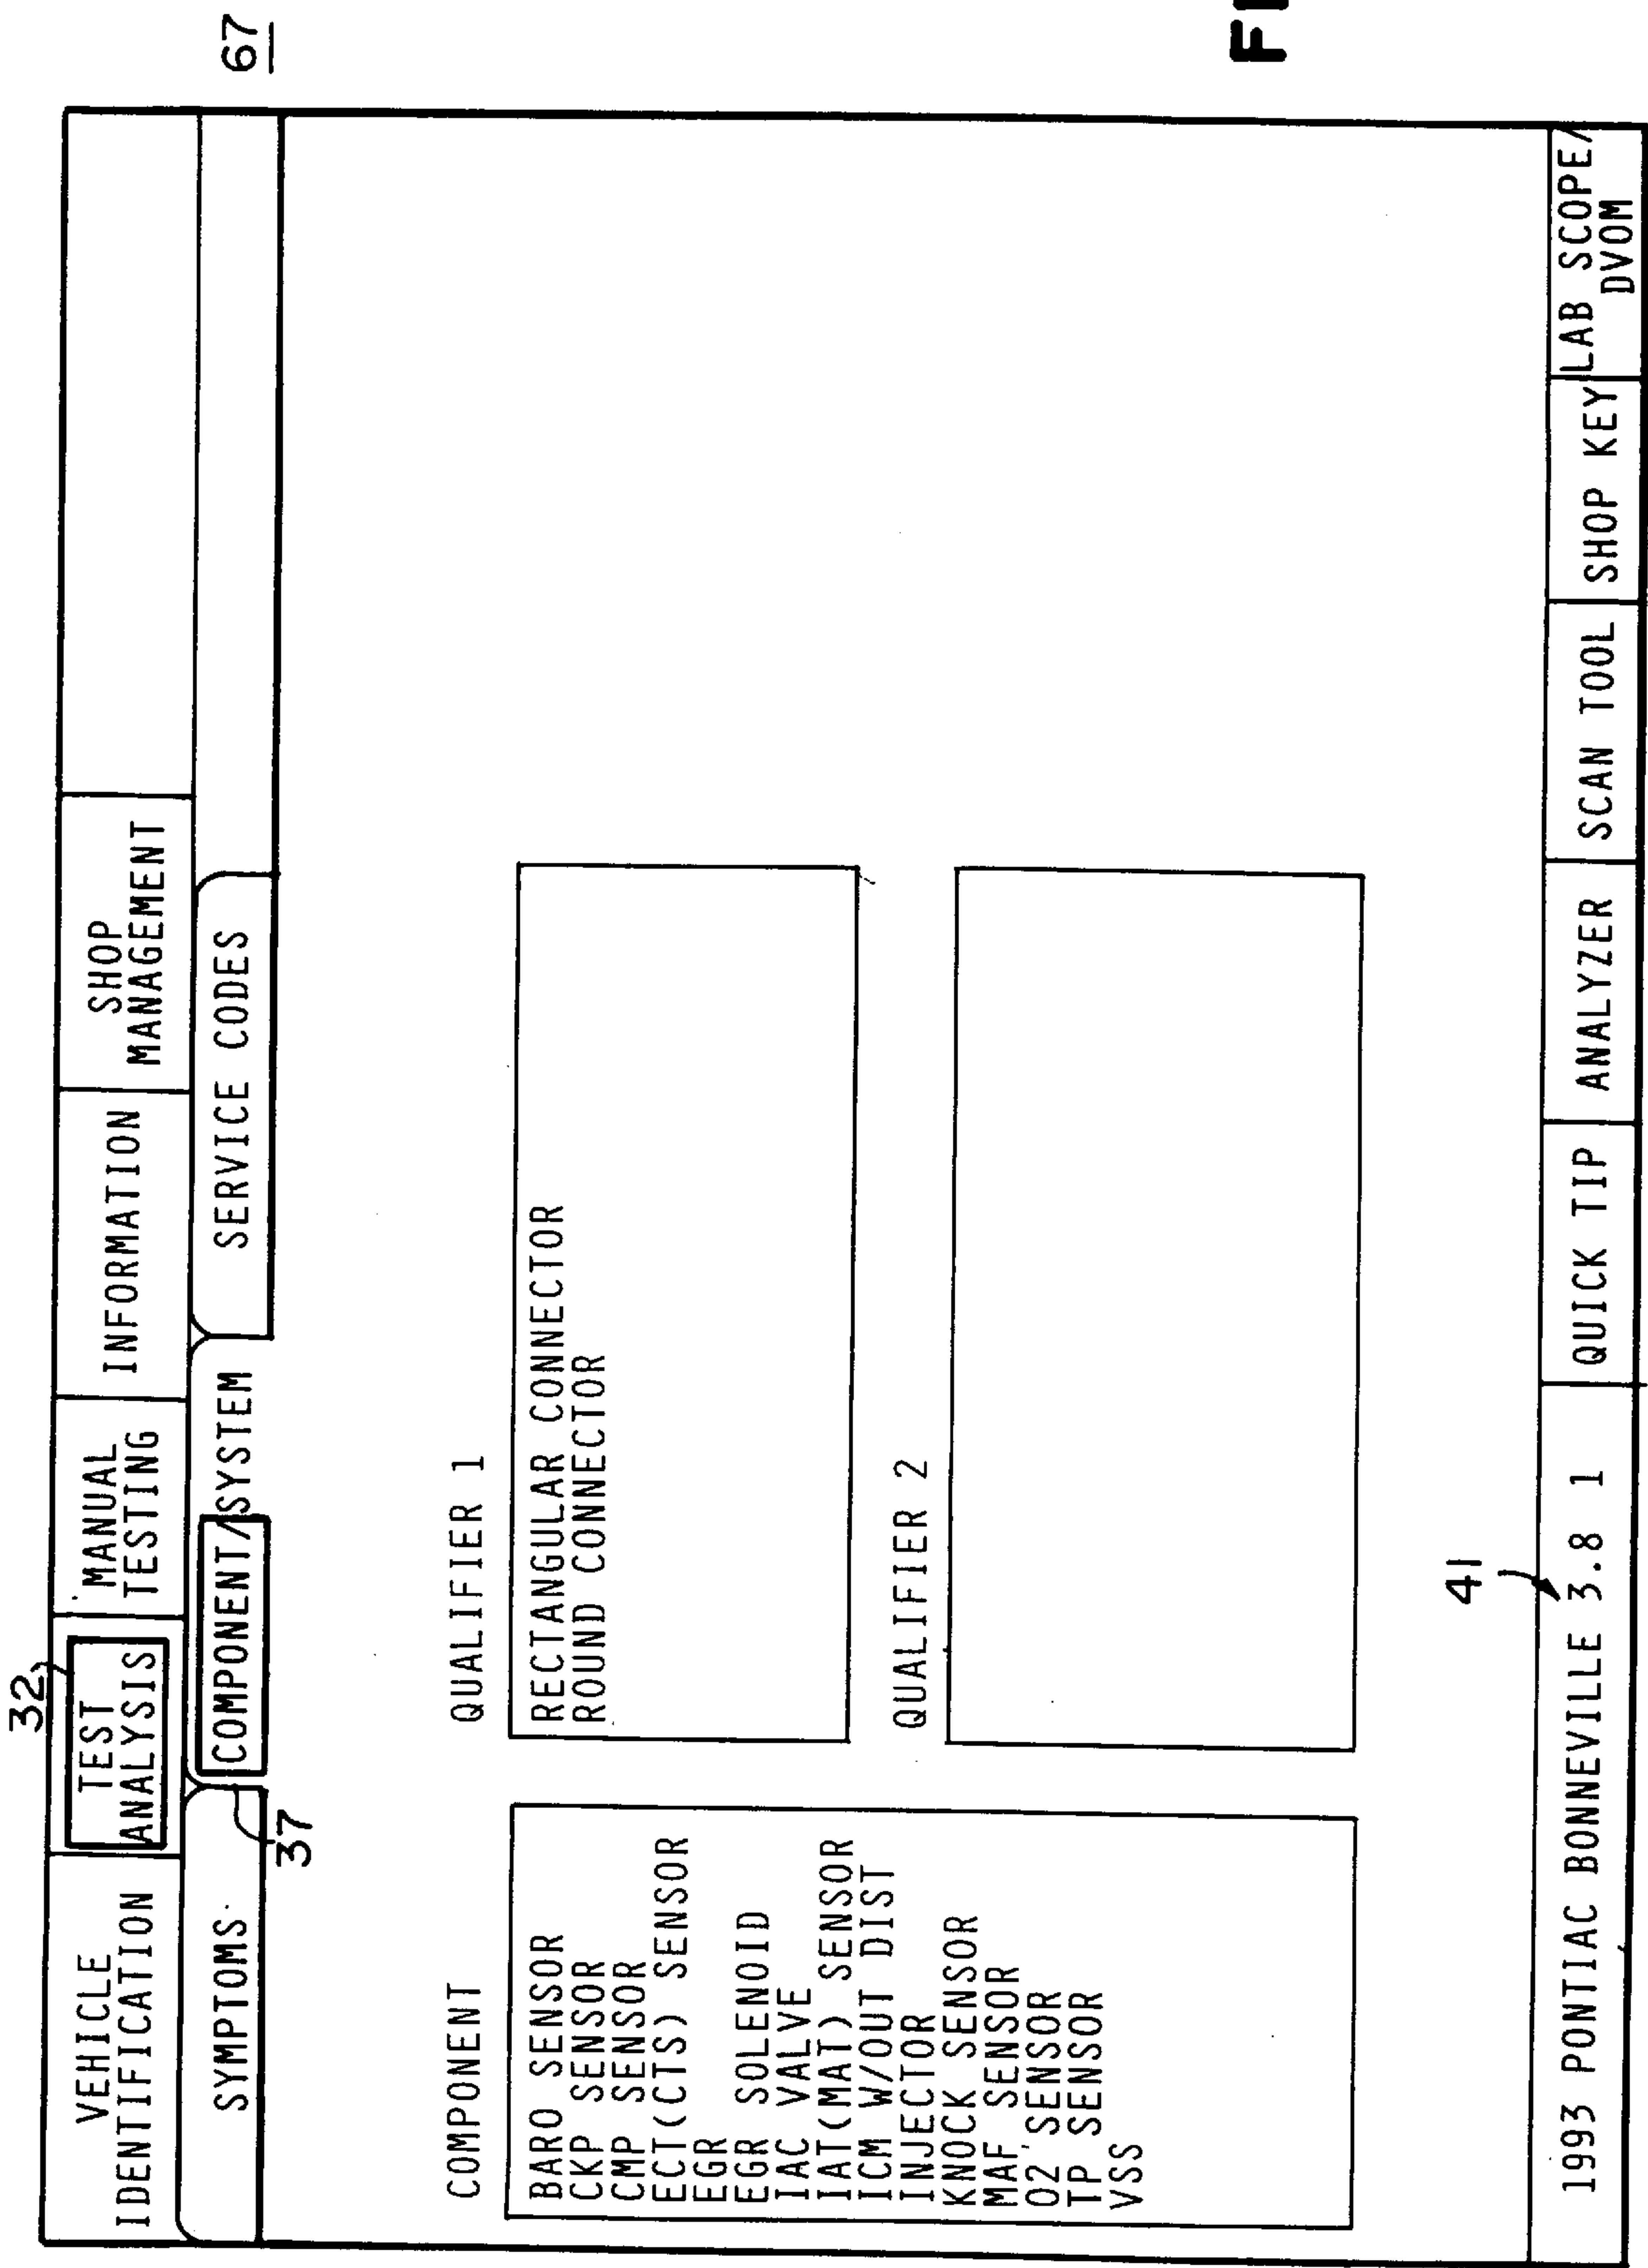 67
32
VEHICLE
IDENTIFICATION
TEST
ANALYSIS
MANUAL
TESTING
INFORMATION
SHOP
MANAGEMENT
SYMPTOMS
COMPONENT/SYSTEM
SERVICE CODES
37
COMPONENT
BARO SENSOR
CKP SENSOR
CMP SENSOR
ECT(CTS) SENSOR
EGR
EGR SOLENOID
IAC VALVE
IAT(MAT) SENSOR
ICM W/OUT DIST
INJECTOR
KNOCK SENSOR
MAF SENSOR
O2 SENSOR
TP SENSOR
VSS
QUALIFIER 1
RECTANGULAR CONNECTOR
ROUND CONNECTOR
QUALIFIER 2
41
1993 PONTIAC BONNEVILLE 3.8 1
QUICK TIP
ANALYZER
SCAN TOOL
SHOP KEY
LAB SCOPE/
DVOM